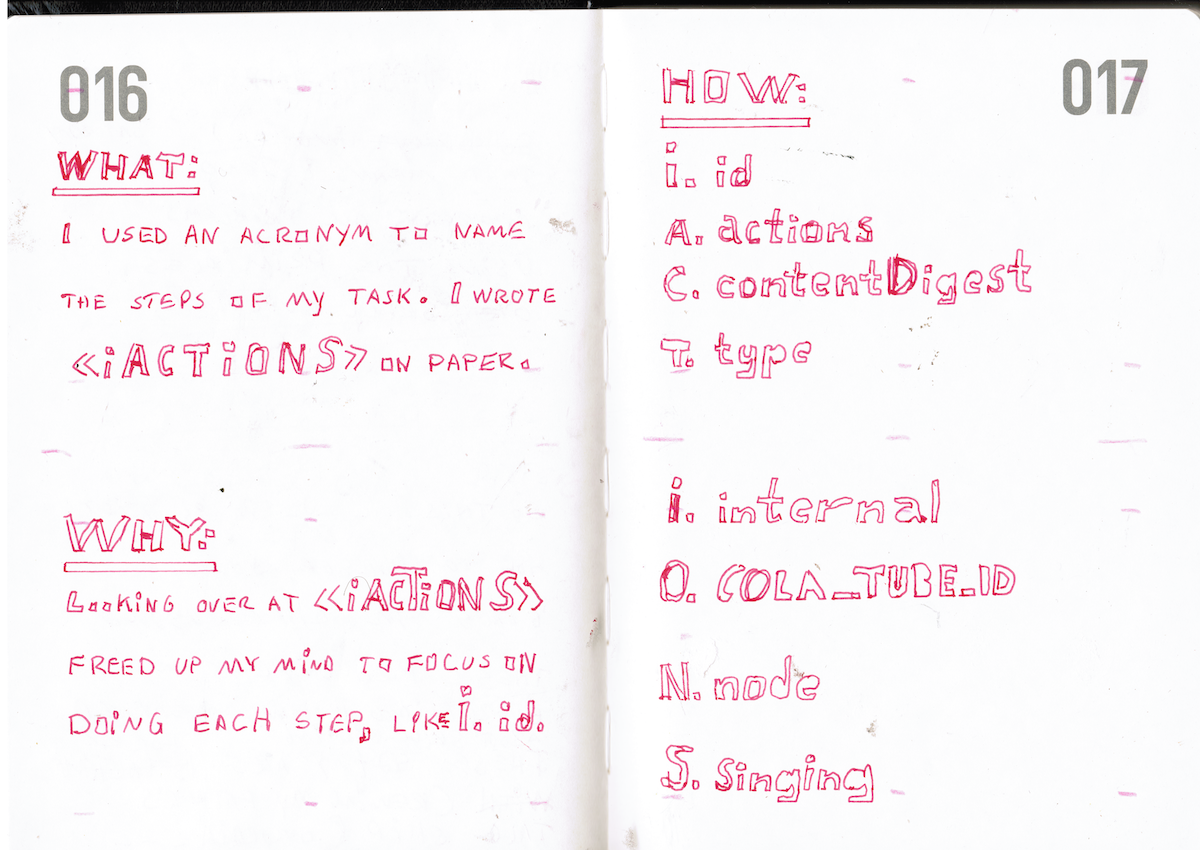 016
WHAT:
I USED AN ACRONYM TO NAME
THE STEPS OF MY TASK. I WROTE
«iACTiONS» ON PAPER.
WHY:
LOOKING OVER AT «iACTiONS»
FREED UP MY MiND TO FOCUS ON
DOiNG EACH STEP, LiKE i. id.
017
HOW:
i. id
A. actions
C. contentDigest
T. type
i. internal
O. COLA_TUBE_ID
N. node
S. Singing